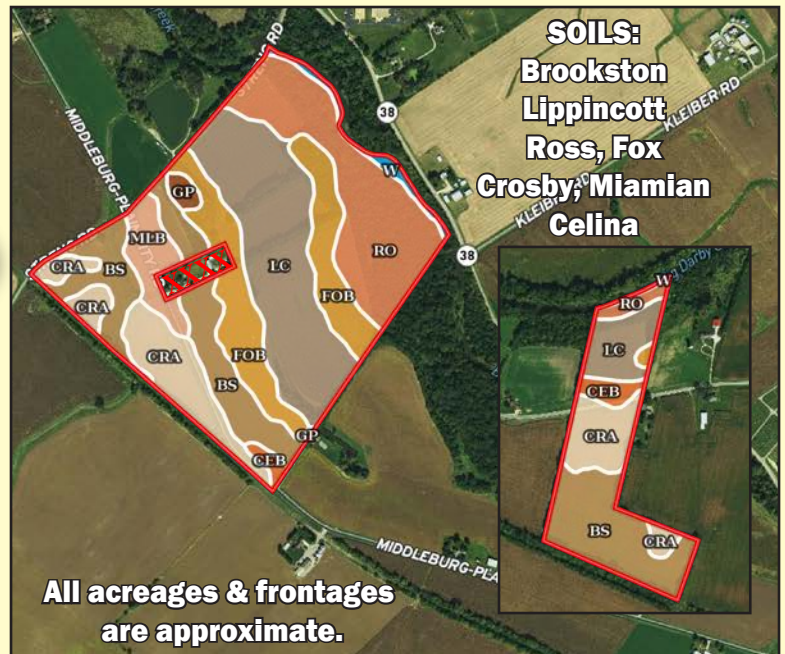 SOILS:
Brookston
Lippincott
Ross, Fox
Crosby, Miamian
Celina
38
KLEIBER RD
W
GP
MLB
CRA
BS
LC
RO
38
CRA
FOB
CRA
FOB
BS
GP
CEB
MIDDLEBURG-PLA
W
Darby
RO
LC
CEB
CRA
BS
CRA
All acreages & frontages
are approximate.